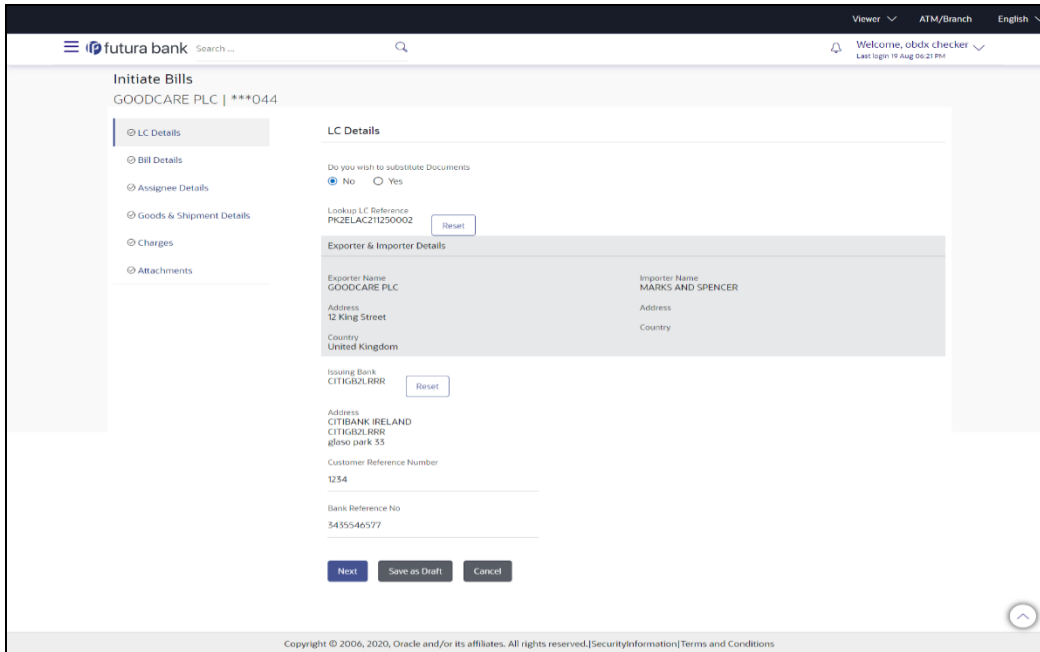 Viewer ATM/Branch English
futura bank Search ... Welcome, obdx checker
Last login 19 Aug 06:21 PM
Initiate Bills
GOODCARE PLC | ***044
LC Details
Bill Details
Assignee Details
Goods & Shipment Details
Charges
Attachments
LC Details
Do you wish to substitute Documents
No Yes
Lookup LC Reference
PK2ELAC211250002 Reset
Exporter & Importer Details
Exporter Name Importer Name
GOODCARE PLC MARKS AND SPENCER
Address Address
12 King Street
Country Country
United Kingdom
Issuing Bank
CITIGB2LRRR Reset
Address
CITIBANK IRELAND
CITIGB2LRRR
glaso park 33
Customer Reference Number
1234
Bank Reference No
3435546577
Next Save as Draft Cancel
Copyright © 2006, 2020, Oracle and/or its affiliates. All rights reserved.|SecurityInformation|Terms and Conditions